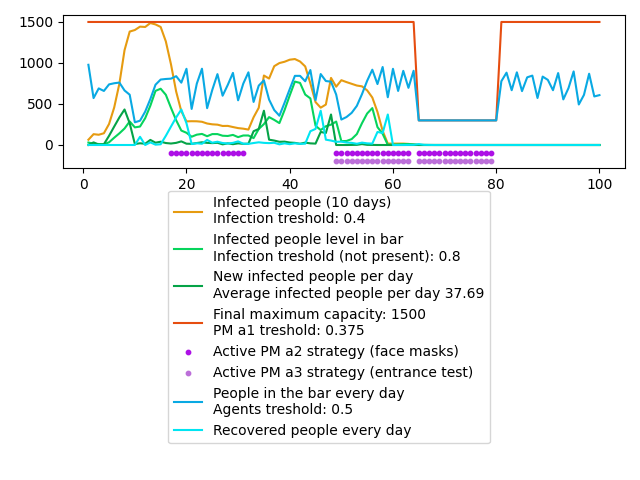 1500
1000
500
0
0 20 40 60 80 100
Infected people (10 days)
Infection treshold: 0.4
Infected people level in bar
Infection treshold (not present): 0.8
New infected people per day
Average infected people per day 37.69
Final maximum capacity: 1500
PM a1 treshold: 0.375
Active PM a2 strategy (face masks)
Active PM a3 strategy (entrance test)
People in the bar every day
Agents treshold: 0.5
Recovered people every day